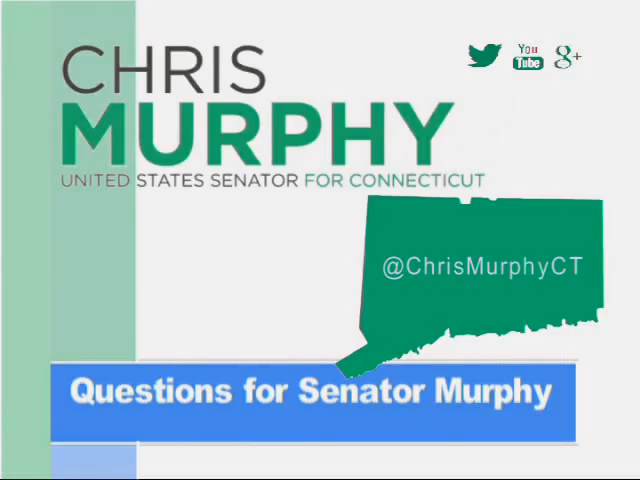 CHRIS
MURPHY
UNITED STATES SENATOR FOR CONNECTICUT
You
Tube
g+
@ChrisMurphyCT
Questions for Senator Murphy